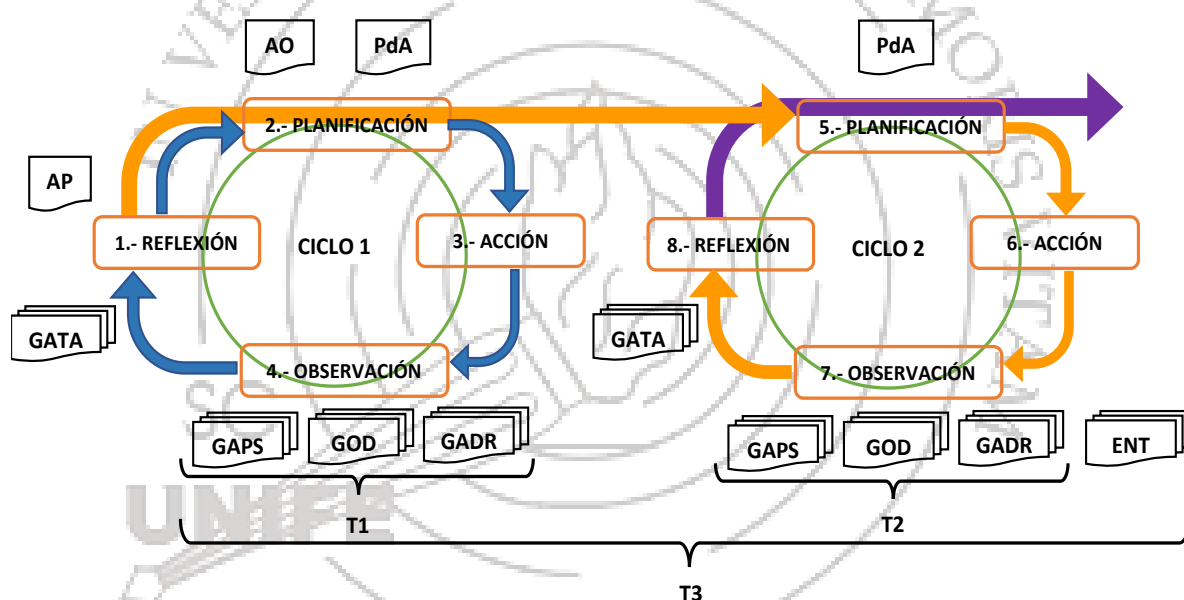 AO
PdA
PdA
2.- PLANIFICACIÓN
5.- PLANIFICACIÓN
AP
1.- REFLEXIÓN
CICLO 1
3.- ACCIÓN
8.- REFLEXIÓN
CICLO 2
6.- ACCIÓN
GATA
GATA
4.- OBSERVACIÓN
7.- OBSERVACIÓN
GAPS
GOD
GADR
GAPS
GOD
GADR
ENT
UNIFE
T1
T2
T3